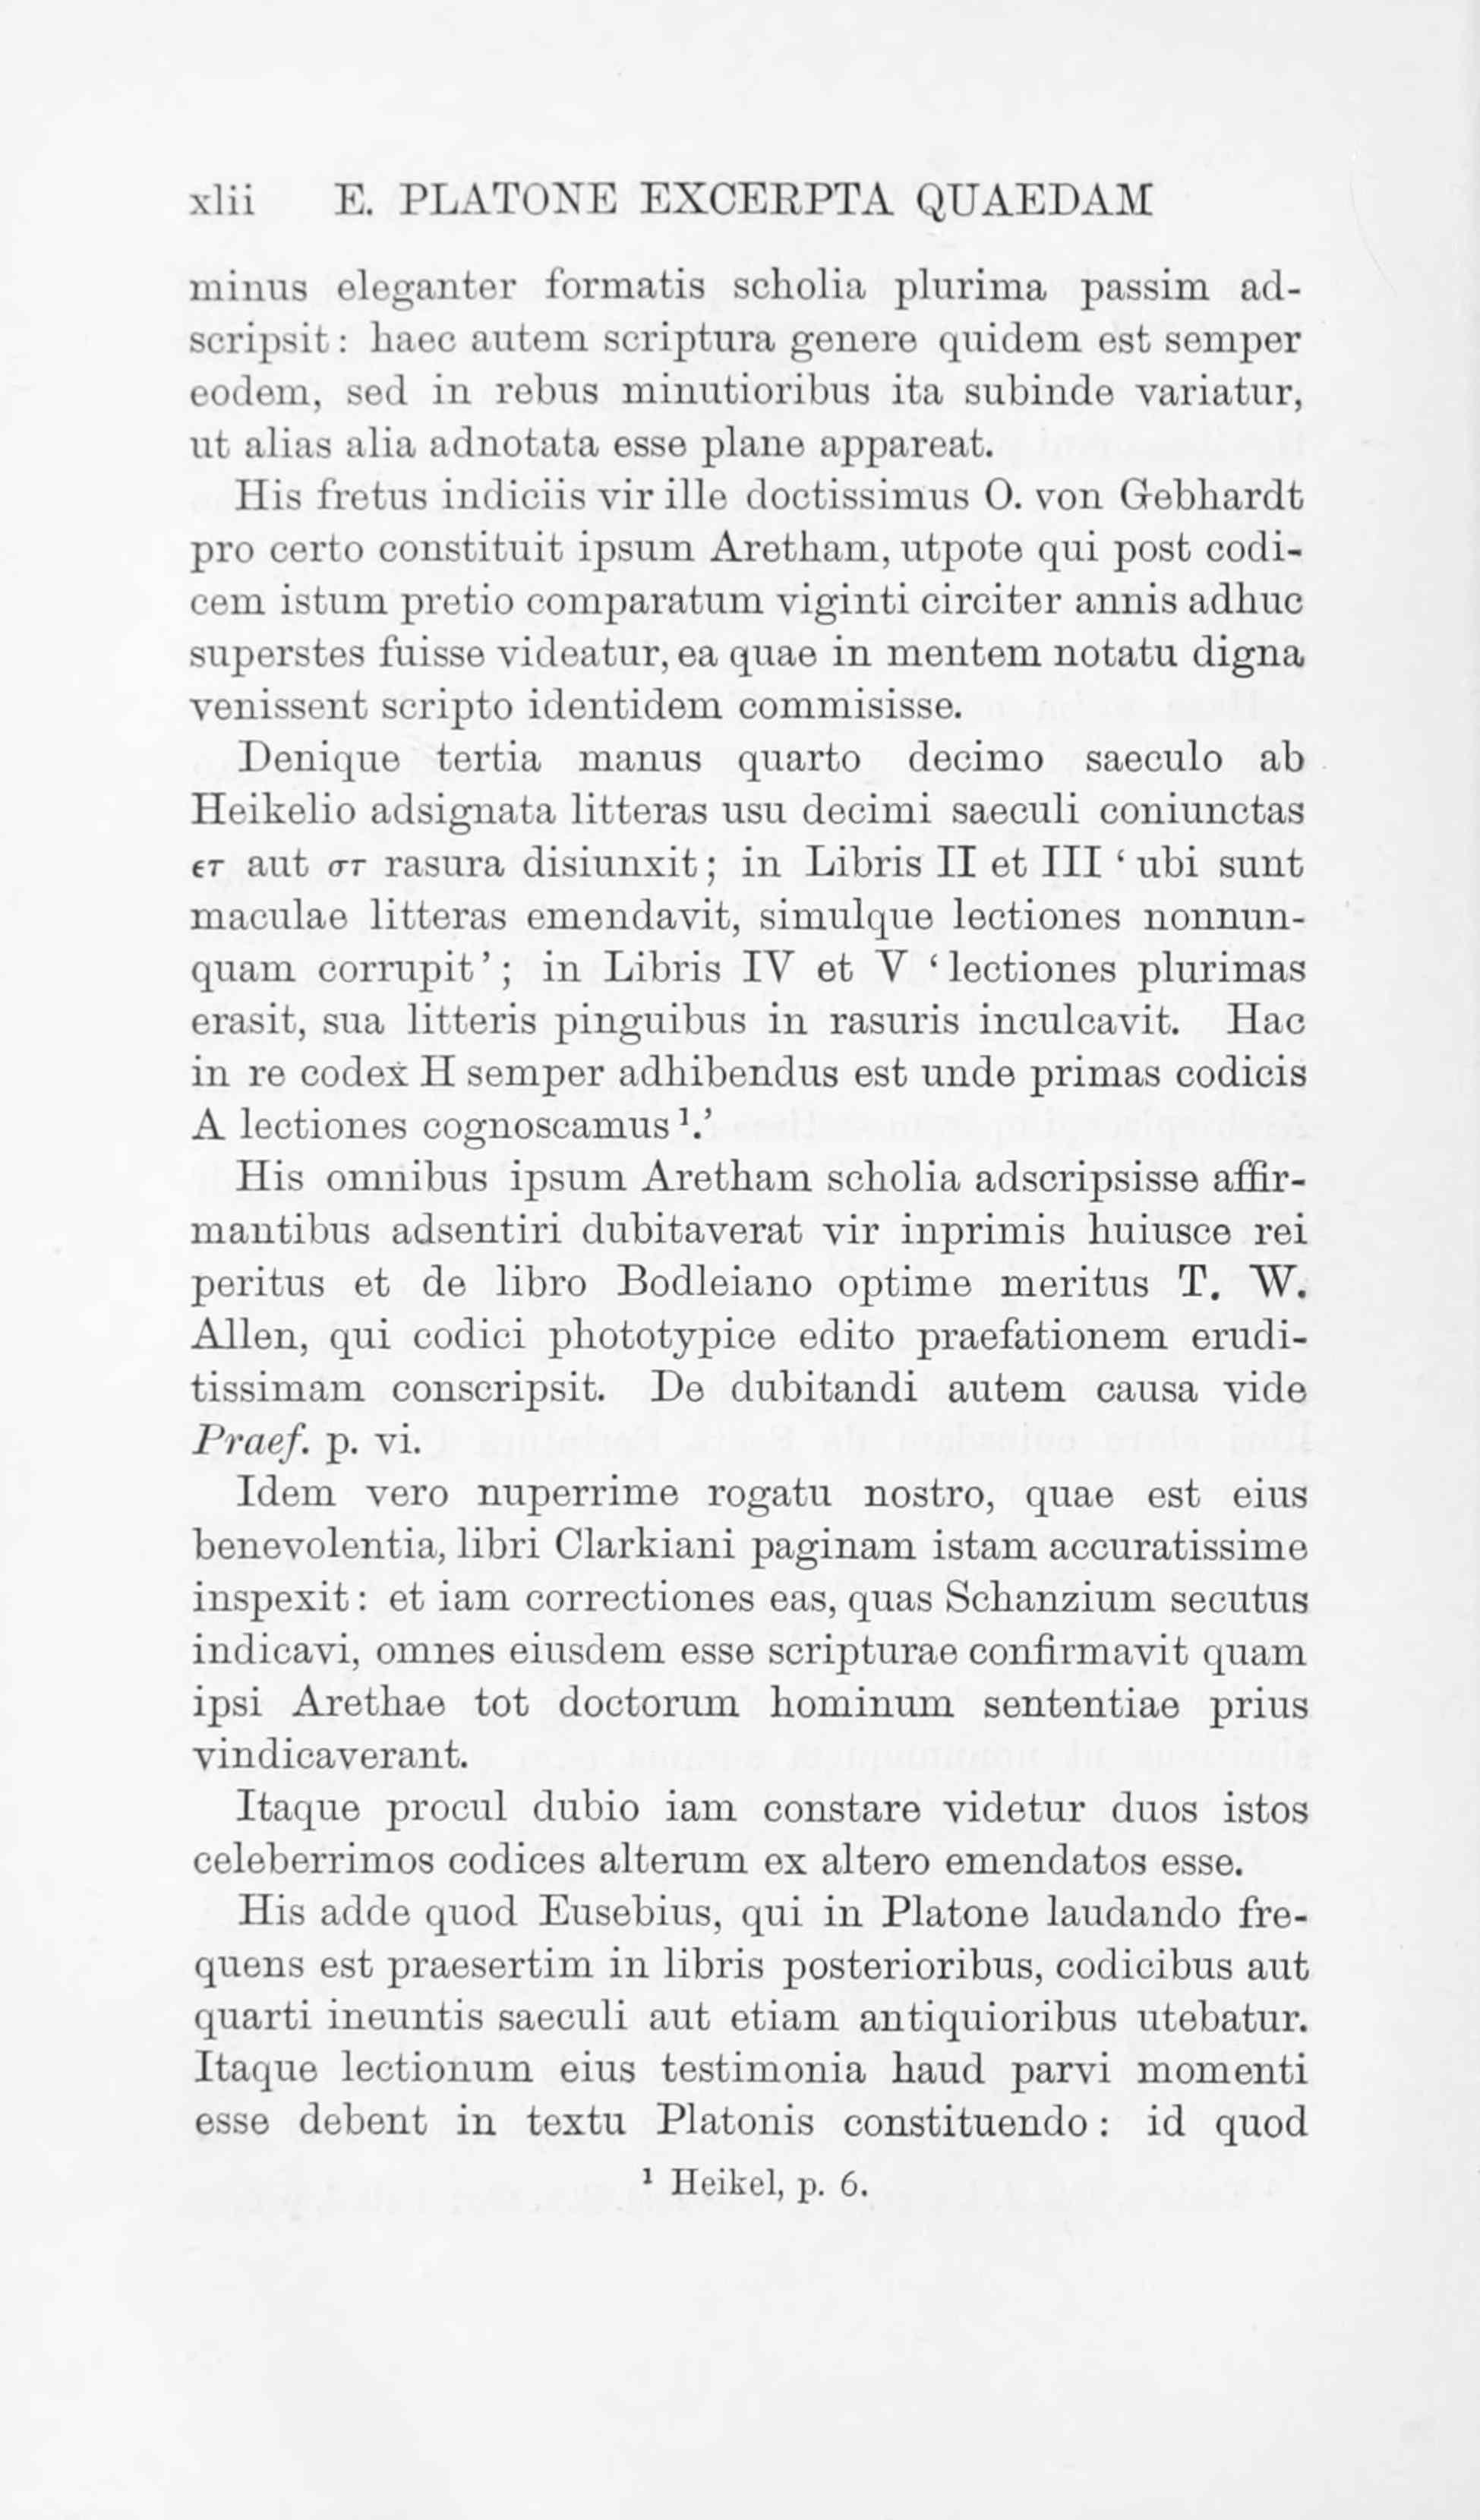 xlii E. PLATONE EXCERPTA QUAEDAM
minus eleganter formatis scholia plurima passim ad-
scripsit : haec autem scriptura genere quidem est semper
eodem, sed in rebus minutioribus ita subinde variatur,
ut alias alia adnotata esse plane appareat.
His fretus indiciis vir ille doctissimus O. von Gebhardt
pro certo constituit ipsum Aretham, utpote qui post codi-
cem istum pretio comparatum viginti circiter annis adhuc
superstes fuisse videatur, ea quae in mentem notatu digna
venissent scripto identidem commisisse.
Denique tertia manus quarto decimo saeculo ab
Heikelio adsignata litteras usu decimi saeculi coniunctas
ετ aut στ rasura disiunxit ; in Libris II et III ‘ ubi sunt
maculae litteras emendavit, simulque lectiones nonnun-
quam corrupit ’ ; in Libris IV et V ‘ lectiones plurimas
erasit, sua litteris pinguibus in rasuris inculcavit. Hac
in re codex H semper adhibendus est unde primas codicis
A lectiones cognoscamus ¹.’
His omnibus ipsum Aretham scholia adscripsisse affir-
mantibus adsentiri dubitaverat vir inprimis huiusce rei
peritus et de libro Bodleiano optime meritus T. W.
Allen, qui codici phototypice edito praefationem erudi-
tissimam conscripsit. De dubitandi autem causa vide
Praef. p. vi.
Idem vero nuperrime rogatu nostro, quae est eius
benevolentia, libri Clarkiani paginam istam accuratissime
inspexit : et iam correctiones eas, quas Schanzium secutus
indicavi, omnes eiusdem esse scripturae confirmavit quam
ipsi Arethae tot doctorum hominum sententiae prius
vindicaverant.
Itaque procul dubio iam constare videtur duos istos
celeberrimos codices alterum ex altero emendatos esse.
His adde quod Eusebius, qui in Platone laudando fre-
quens est praesertim in libris posterioribus, codicibus aut
quarti ineuntis saeculi aut etiam antiquioribus utebatur.
Itaque lectionum eius testimonia haud parvi momenti
esse debent in textu Platonis constituendo : id quod
¹ Heikel, p. 6.